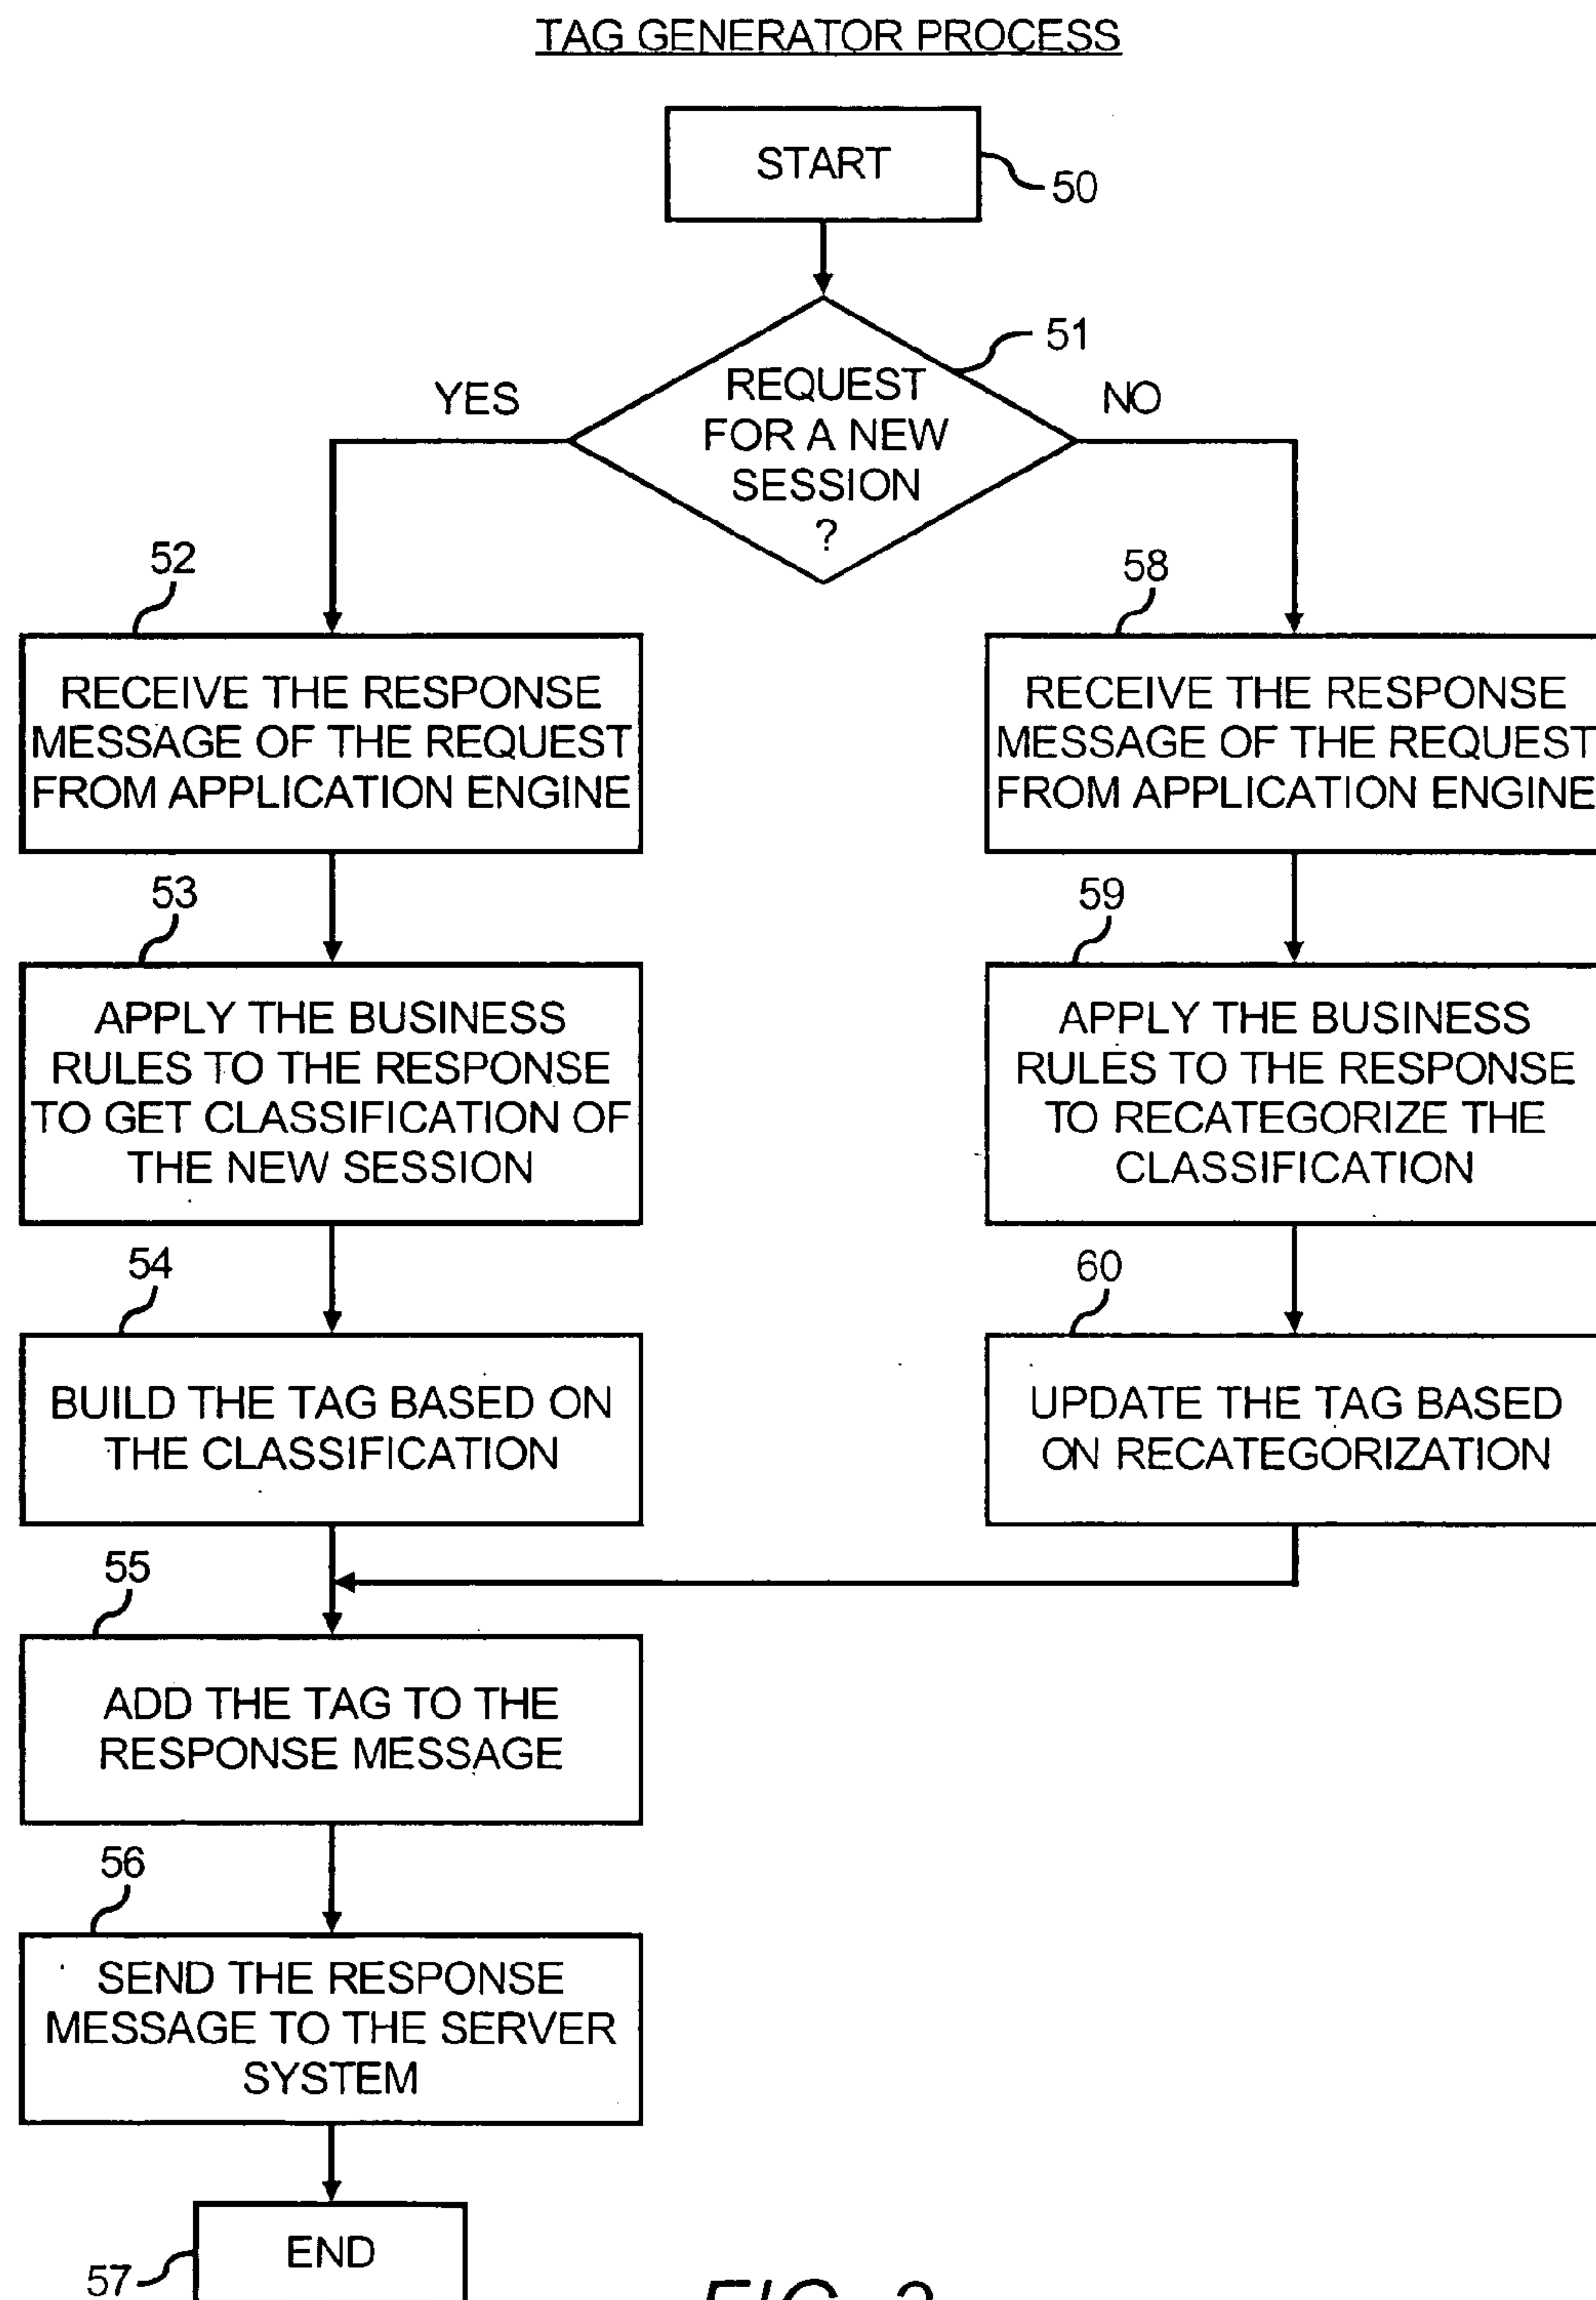 TAG GENERATOR PROCESS
START
50
51
REQUEST
FOR A NEW
SESSION
?
YES
NO
52
RECEIVE THE RESPONSE
MESSAGE OF THE REQUEST
FROM APPLICATION ENGINE
58
RECEIVE THE RESPONSE
MESSAGE OF THE REQUEST
FROM APPLICATION ENGINE
53
APPLY THE BUSINESS
RULES TO THE RESPONSE
TO GET CLASSIFICATION OF
THE NEW SESSION
59
APPLY THE BUSINESS
RULES TO THE RESPONSE
TO RECATEGORIZE THE
CLASSIFICATION
54
BUILD THE TAG BASED ON
THE CLASSIFICATION
60
UPDATE THE TAG BASED
ON RECATEGORIZATION
55
ADD THE TAG TO THE
RESPONSE MESSAGE
56
SEND THE RESPONSE
MESSAGE TO THE SERVER
SYSTEM
END
57
FIG.